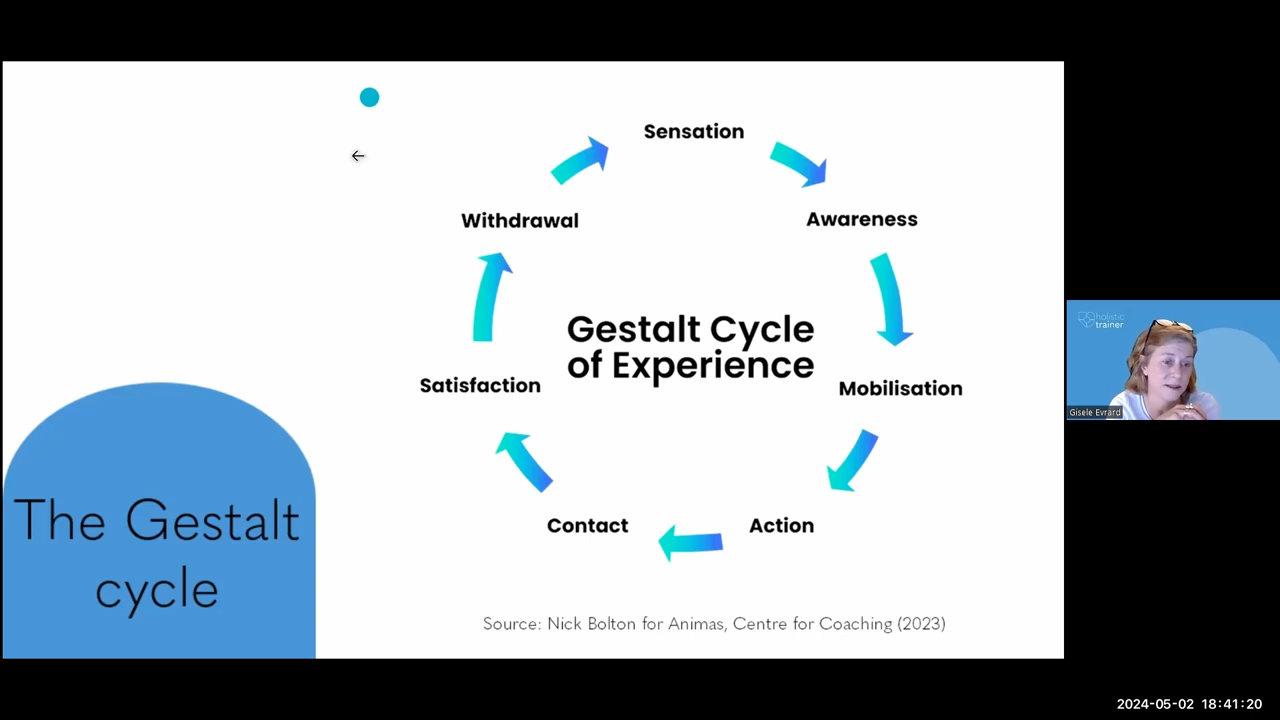 Sensation
Withdrawal
Awareness
Gestalt Cycle
of Experience
Satisfaction
Mobilisation
Contact
Action
The Gestalt
cycle
Source: Nick Bolton for Animas, Centre for Coaching (2023)
holistic
trainer
Gisele Evrard
2024-05-02 18:41:20